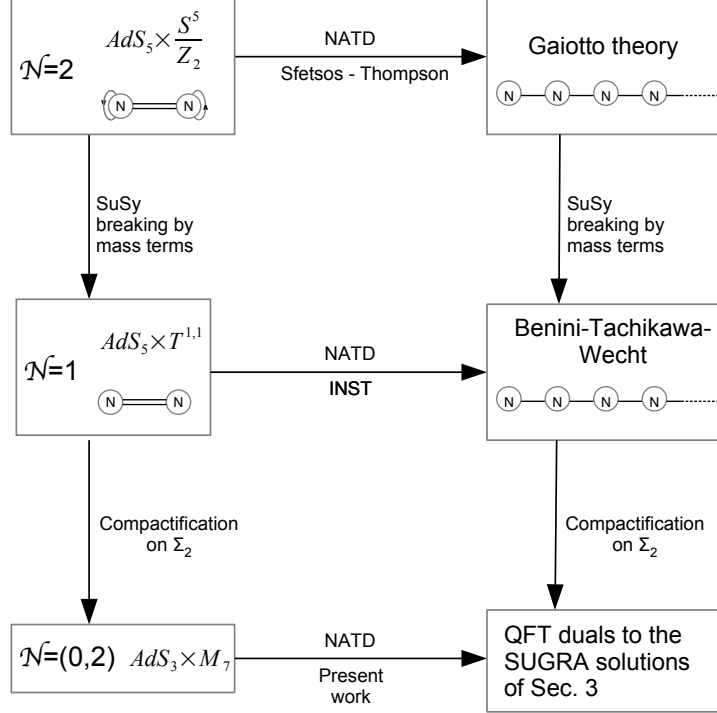 𝒩=2
AdS₅ × S⁵/Z₂
N N
NATD
Sfetsos - Thompson
Gaiotto theory
N N N N
SuSy
breaking by
mass terms
SuSy
breaking by
mass terms
𝒩=1
AdS₅ × T¹,¹
N N
NATD
INST
Benini-Tachikawa-
Wecht
N N N N
Compactification
on Σ₂
Compactification
on Σ₂
𝒩=(0,2) AdS₃ × M₇
NATD
Present
work
QFT duals to the
SUGRA solutions
of Sec. 3